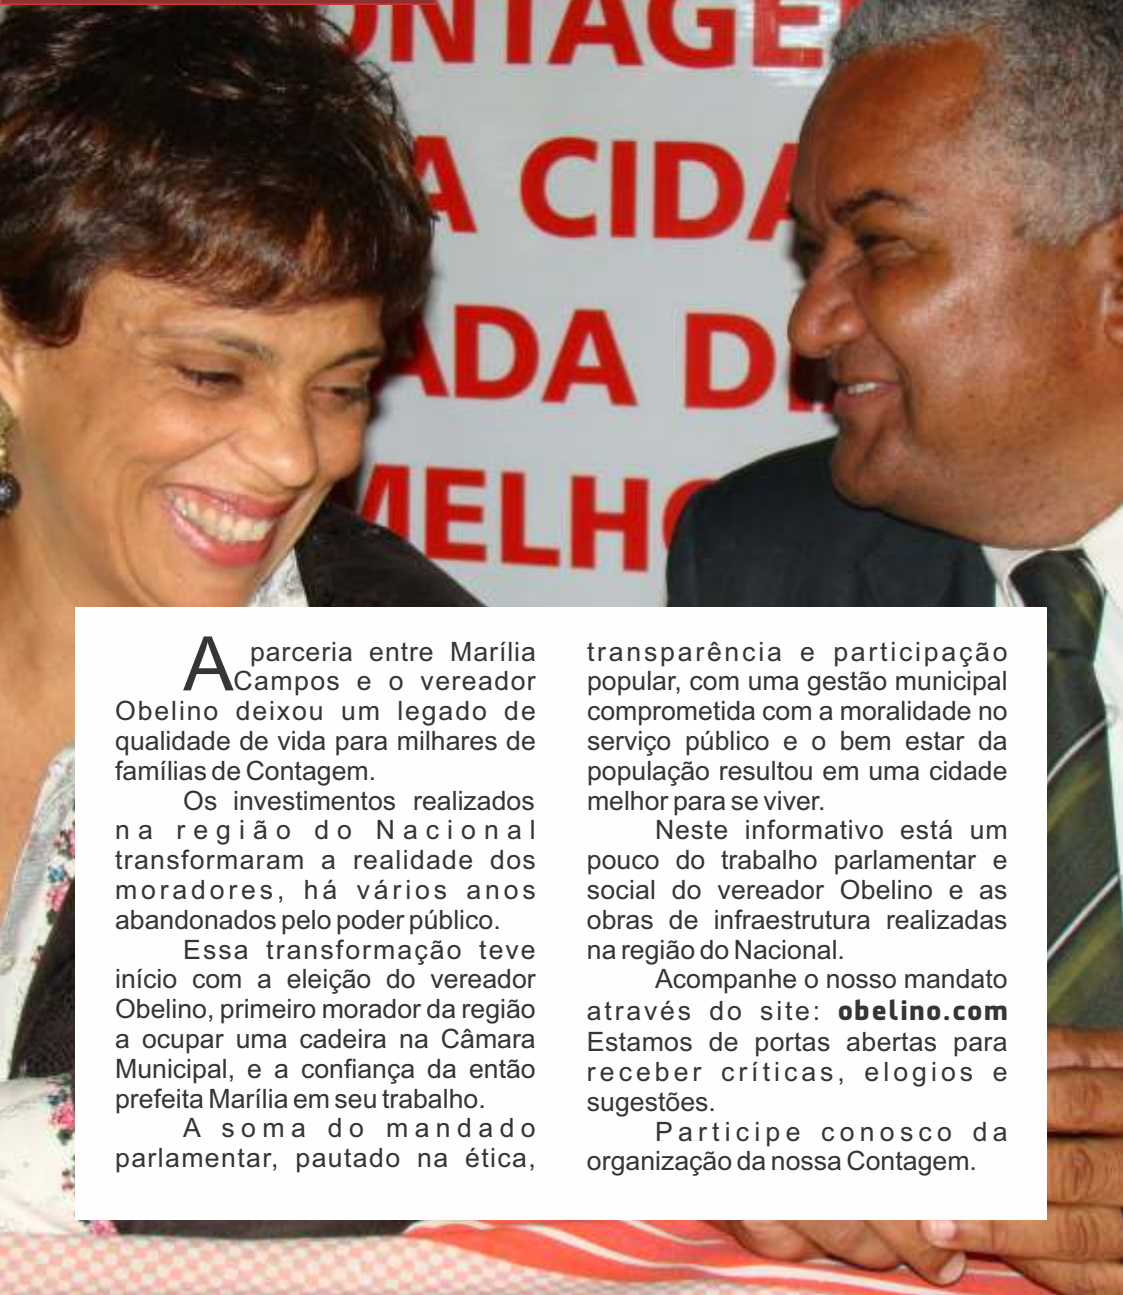 ONTAGE
A CIDA
ADA DI
MELHO
A parceria entre Marília
Campos e o vereador
Obelino deixou um legado de
qualidade de vida para milhares de
famílias de Contagem.
Os investimentos realizados
na região do Nacional
transformaram a realidade dos
moradores, há vários anos
abandonados pelo poder público.
Essa transformação teve
início com a eleição do vereador
Obelino, primeiro morador da região
a ocupar uma cadeira na Câmara
Municipal, e a confiança da então
prefeita Marília em seu trabalho.
A soma do mandado
parlamentar, pautado na ética,
transparência e participação
popular, com uma gestão municipal
comprometida com a moralidade no
serviço público e o bem estar da
população resultou em uma cidade
melhor para se viver.
Neste informativo está um
pouco do trabalho parlamentar e
social do vereador Obelino e as
obras de infraestrutura realizadas
na região do Nacional.
Acompanhe o nosso mandato
através do site: obelino.com
Estamos de portas abertas para
receber críticas, elogios e
sugestões.
Participe conosco da
organização da nossa Contagem.